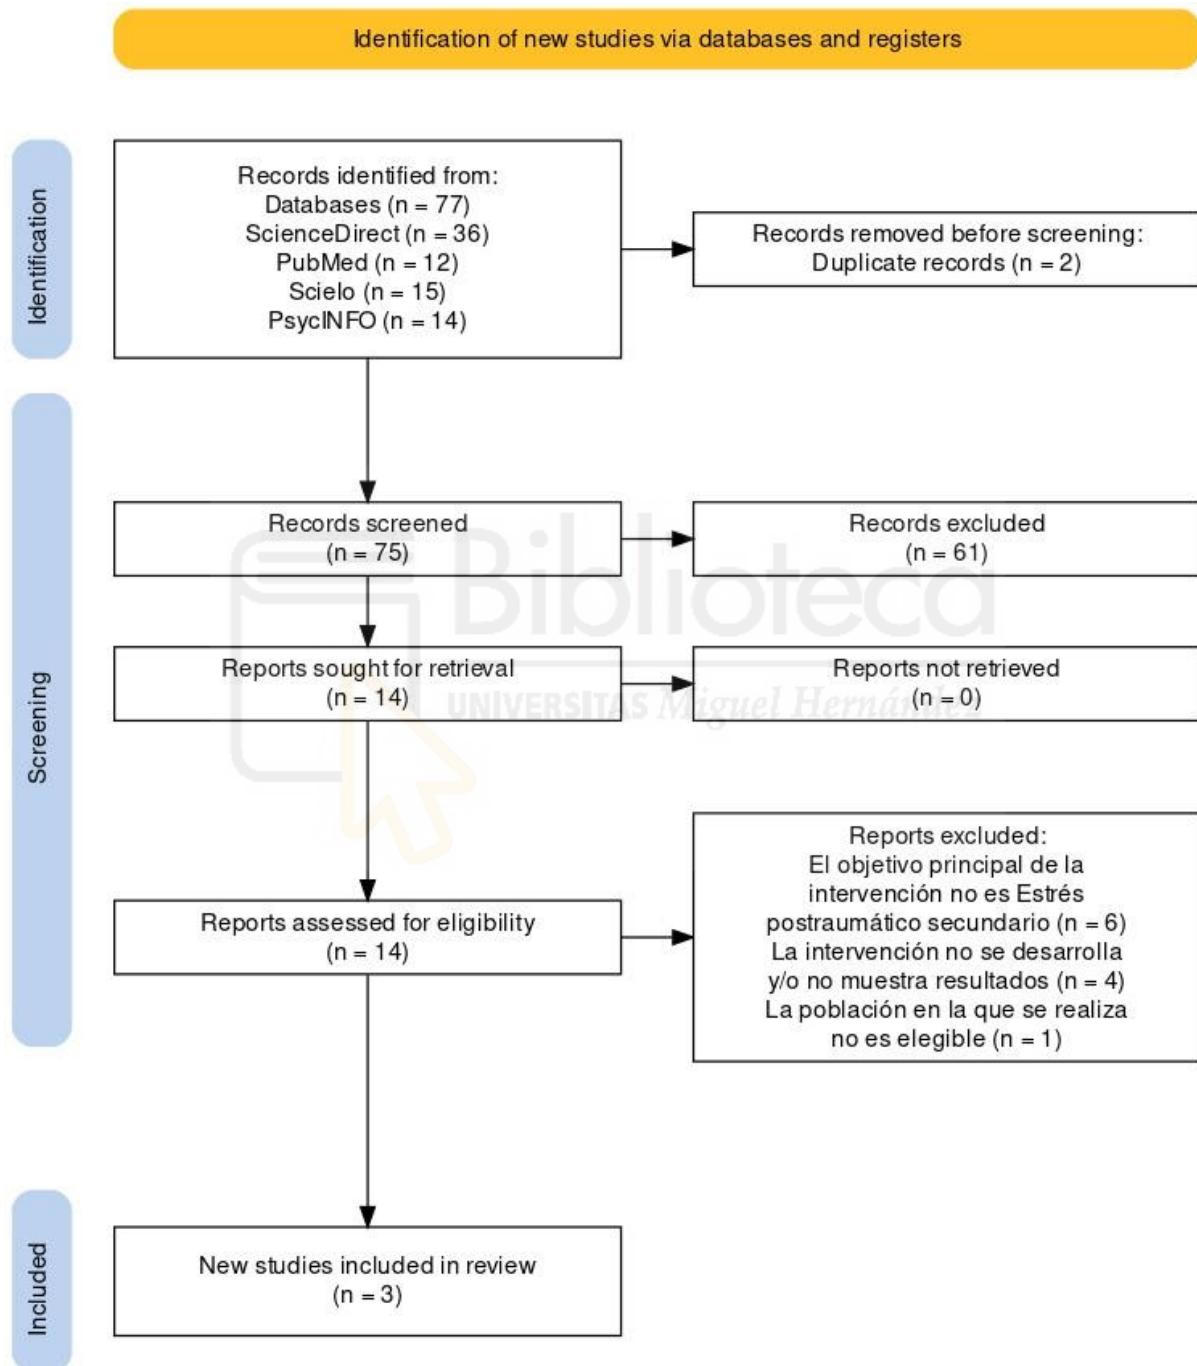 Identification of new studies via databases and registers
Identification
Records identified from:
Databases (n = 77)
ScienceDirect (n = 36)
PubMed (n = 12)
Scielo (n = 15)
PsycINFO (n = 14)
Records removed before screening:
Duplicate records (n = 2)
Screening
Records screened
(n = 75)
Records excluded
(n = 61)
Reports sought for retrieval
(n = 14)
Reports not retrieved
(n = 0)
Biblioteca
UNIVERSITAS Miguel Hernández
Reports assessed for eligibility
(n = 14)
Reports excluded:
El objetivo principal de la
intervención no es Estrés
postraumático secundario (n = 6)
La intervención no se desarrolla
y/o no muestra resultados (n = 4)
La población en la que se realiza
no es elegible (n = 1)
Included
New studies included in review
(n = 3)